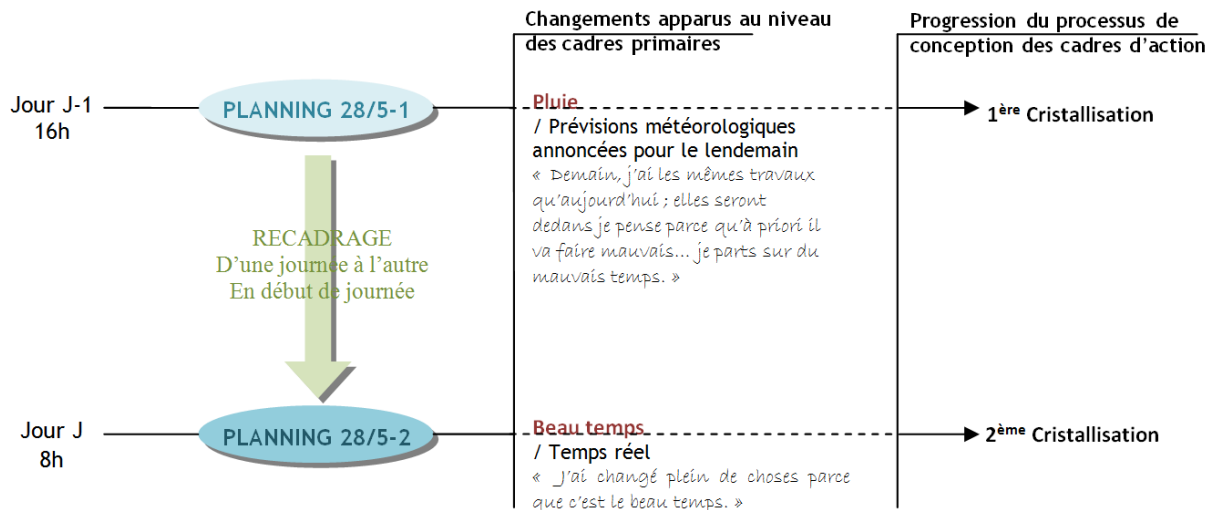 Changements apparus au niveau
des cadres primaires
Progression du processus de
conception des cadres d'action
Jour J-1
16h
PLANNING 28/5-1
Pluie
/ Prévisions météorologiques
annoncées pour le lendemain
« Demain, j'ai les mêmes travaux
qu'aujourd'hui ; elles seront
dedans je pense parce qu'à priori il
va faire mauvais... je parts sur du
mauvais temps. »
1ère Cristallisation
RECADRAGE
D'une journée à l'autre
En début de journée
Jour J
8h
PLANNING 28/5-2
Beau temps
/ Temps réel
« J'ai changé plein de choses parce
que c'est le beau temps. »
2ème Cristallisation